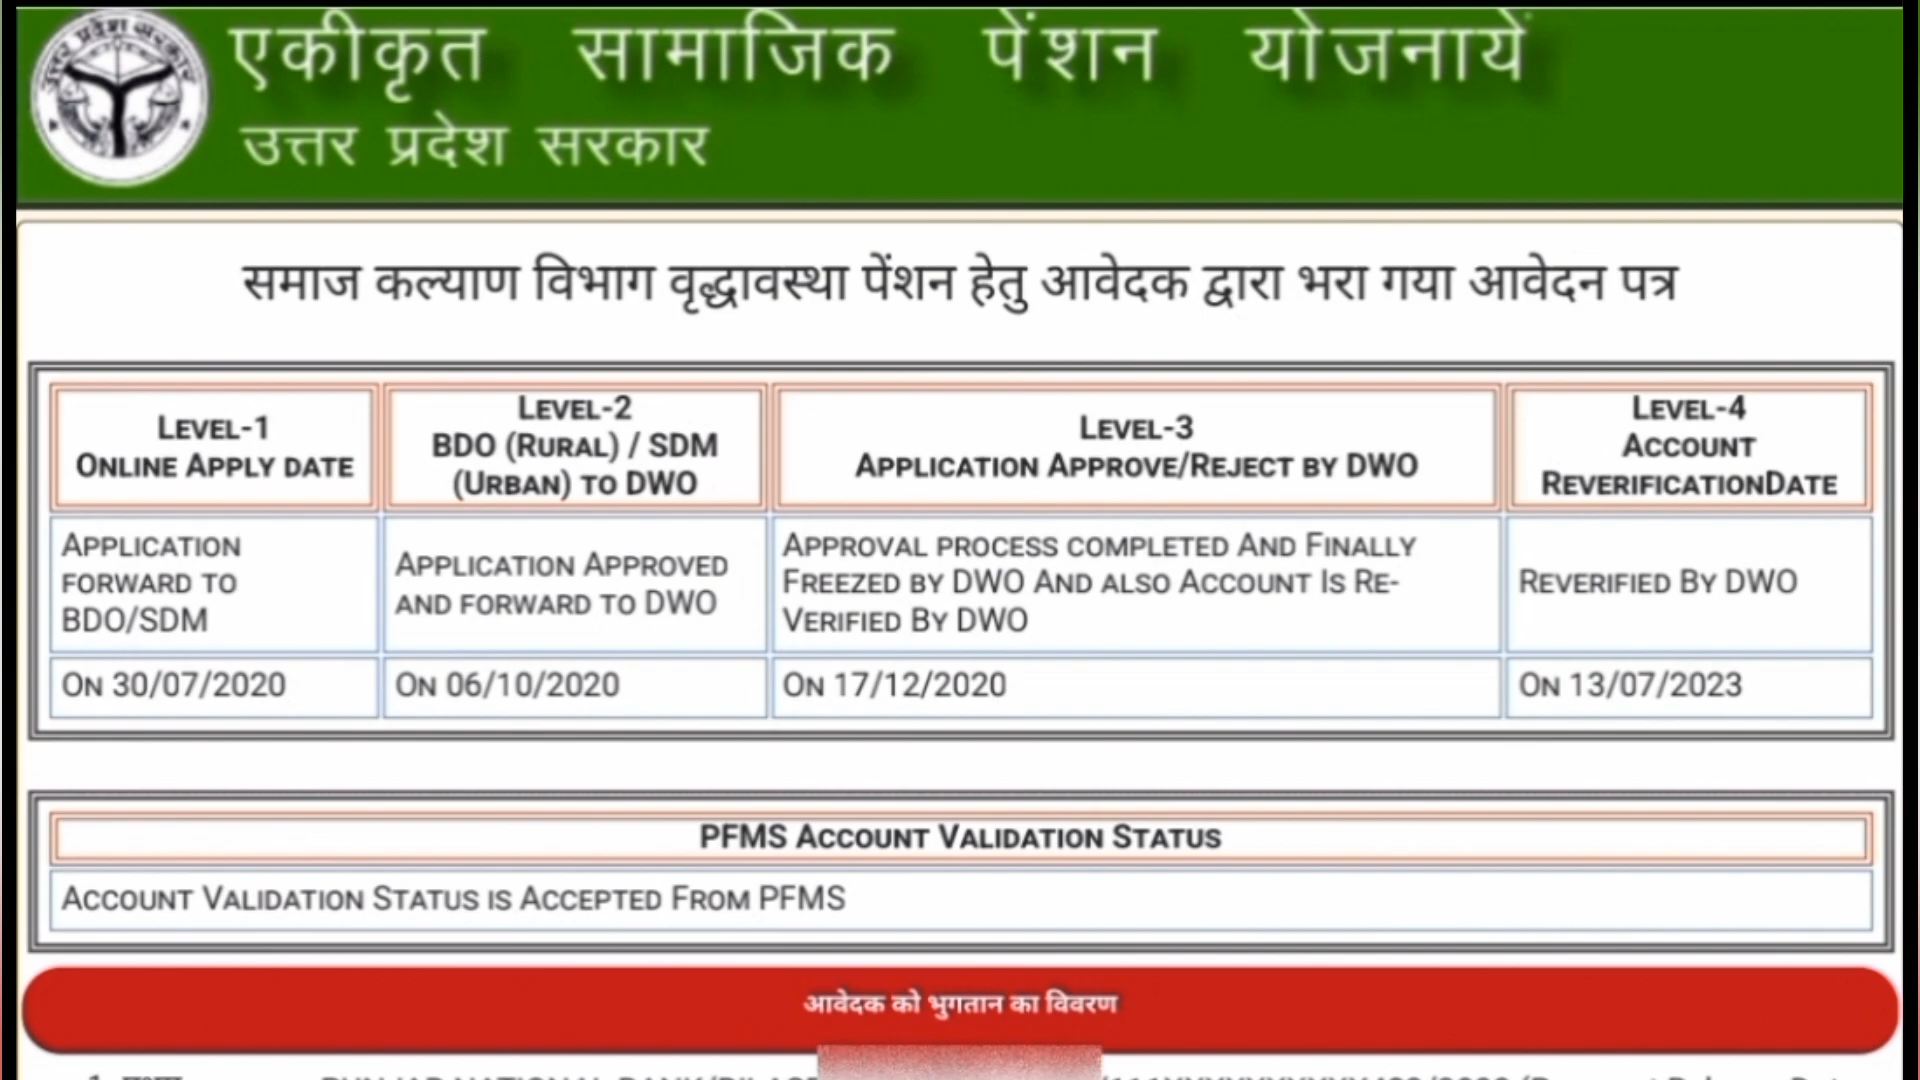 उत्तर प्रदेश सरकार
एकीकृत सामाजिक पेंशन योजनायें
उत्तर प्रदेश सरकार
समाज कल्याण विभाग वृद्धावस्था पेंशन हेतु आवेदक द्वारा भरा गया आवेदन पत्र
LEVEL-1
ONLINE APPLY DATE
LEVEL-2
BDO (RURAL) / SDM
(URBAN) TO DWO
LEVEL-3
APPLICATION APPROVE/REJECT BY DWO
LEVEL-4
ACCOUNT
REVERIFICATIONDATE
APPLICATION
FORWARD TO
BDO/SDM
APPLICATION APPROVED
AND FORWARD TO DWO
APPROVAL PROCESS COMPLETED AND FINALLY
FREEZED BY DWO AND ALSO ACCOUNT IS RE-
VERIFIED BY DWO
REVERIFIED BY DWO
ON 30/07/2020
ON 06/10/2020
ON 17/12/2020
ON 13/07/2023
PFMS ACCOUNT VALIDATION STATUS
ACCOUNT VALIDATION STATUS IS ACCEPTED FROM PFMS
आवेदक को भुगतान का विवरण